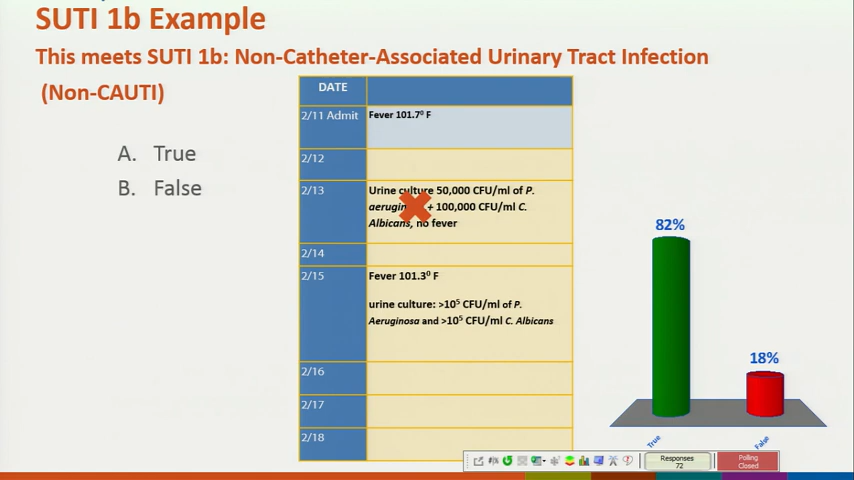 SUTI 1b Example
This meets SUTI 1b: Non-Catheter-Associated Urinary Tract Infection
(Non-CAUTI)
A. True
B. False
DATE
2/11 Admit Fever 101.7⁰ F
2/12
2/13 Urine culture 50,000 CFU/ml of P.
+ 100,000 CFU/ml C.
Albicans, no fever
2/14
2/15 Fever 101.3⁰ F
urine culture: >10⁵ CFU/ml of P.
Aeruginosa and >10⁵ CFU/ml C. Albicans
2/16
2/17
2/18
82%
18%
True
False
Responses
72
Polling
Closed